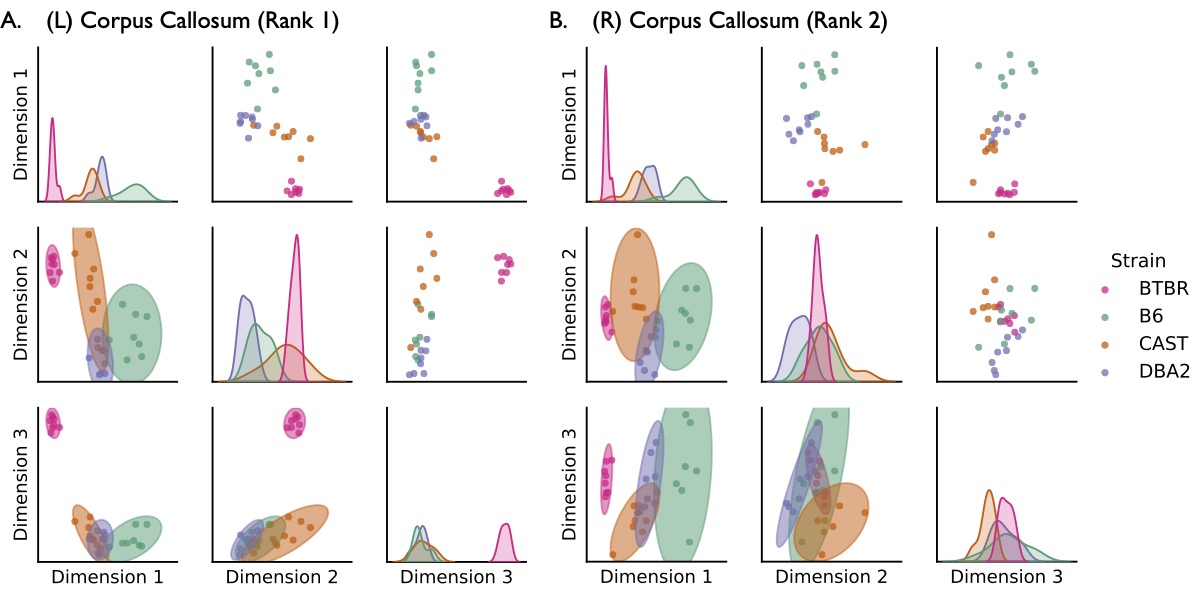 A. (L) Corpus Callosum (Rank 1)
B. (R) Corpus Callosum (Rank 2)
Dimension 1
Dimension 1
Dimension 2
Dimension 2
Strain
BTBR
B6
CAST
DBA2
Dimension 3
Dimension 3
Dimension 1
Dimension 2
Dimension 3
Dimension 1
Dimension 2
Dimension 3